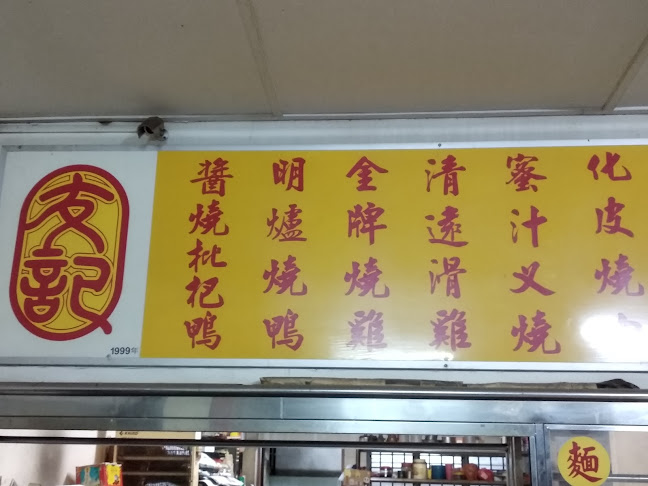 友記
1999年
醬燒枇杷鴨
明爐燒鴨
金牌燒雞
清遠滑雞
蜜汁义燒
化皮燒
麵